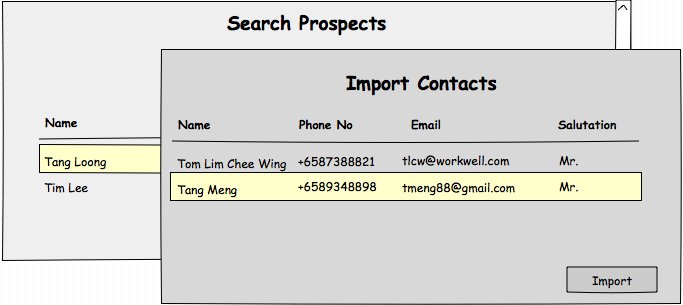 Search Prospects
Name
Tang Loong
Tim Lee
Import Contacts
Name Phone No Email Salutation
Tom Lim Chee Wing +6587388821 tlcw@workwell.com Mr.
Tang Meng +6589348898 tmeng88@gmail.com Mr.
Import